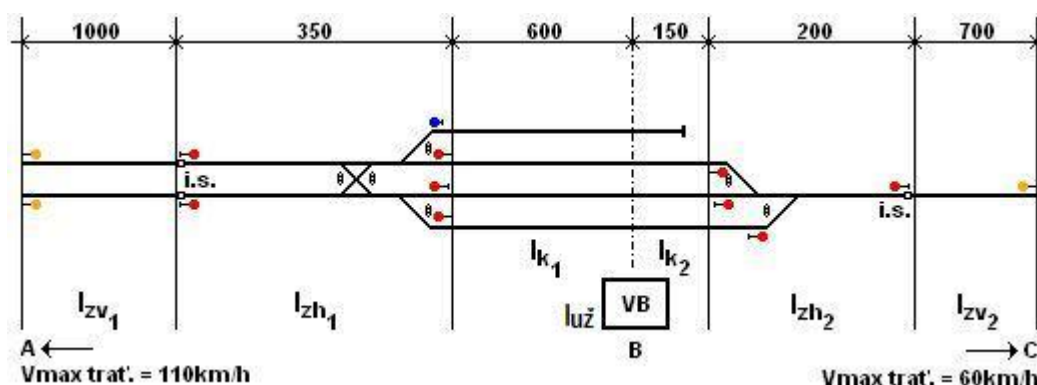 1000 350 600 150 200 700
i.s.
i.s.
lk1 lk2
lzv1 lzh1 luž VB lzh2 lzv2
A B C
Vmax trať. = 110km/h Vmax trať. = 60km/h